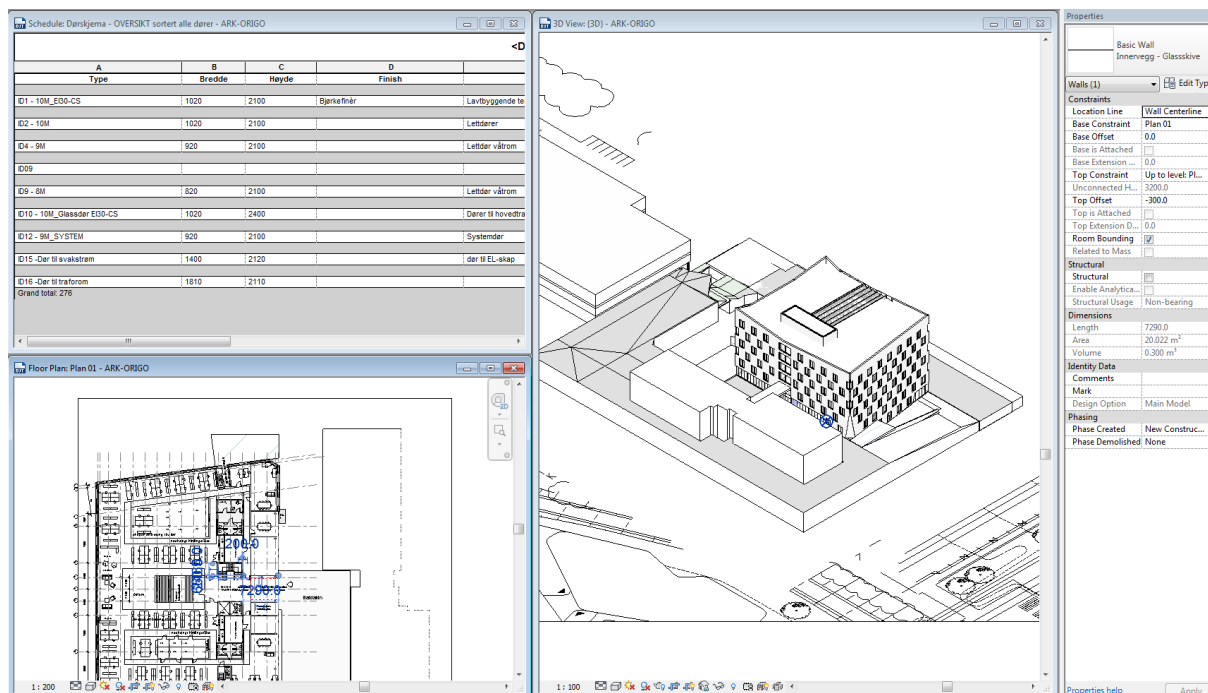 Schedule: Dørskjema - OVERSIKT sortert alle dører - ARK-ORIGO
<D
A B C D
Type Bredde Høyde Finish
ID1 - 10M_EI30-CS 1020 2100 Bjørkefinèr Lavtbyggende te
ID2 - 10M 1020 2100 Lettdører
ID4 - 9M 920 2100 Lettdør våtrom
ID09
ID9 - 8M 820 2100 Lettdør våtrom
ID10 - 10M_Glassdør EI30-CS 1020 2400 Dører til hovedtra
ID12 - 9M_SYSTEM 920 2100 Systemdør
ID15 -Dør til svakstrøm 1400 2120 dør til EL-skap
ID16 -Dør til traforom 1810 2110
Grand total: 276
Floor Plan: Plan 01 - ARK-ORIGO
2D
200.0
7290.0
1 : 200
3D View: {3D} - ARK-ORIGO
1 : 100
Properties
Basic Wall
Innervegg - Glasskive
Walls (1) Edit Typ
Constraints
Location Line Wall Centerline
Base Constraint Plan 01
Base Offset 0.0
Base is Attached
Base Extension ... 0.0
Top Constraint Up to level: Pl...
Unconnected H... 3200.0
Top Offset -300.0
Top is Attached
Top Extension D... 0.0
Room Bounding
Related to Mass
Structural
Structural
Enable Analytica...
Structural Usage Non-bearing
Dimensions
Length 7290.0
Area 20.022 m²
Volume 0.300 m³
Identity Data
Comments
Mark
Design Option Main Model
Phasing
Phase Created New Construc...
Phase Demolished None
Properties help Apply